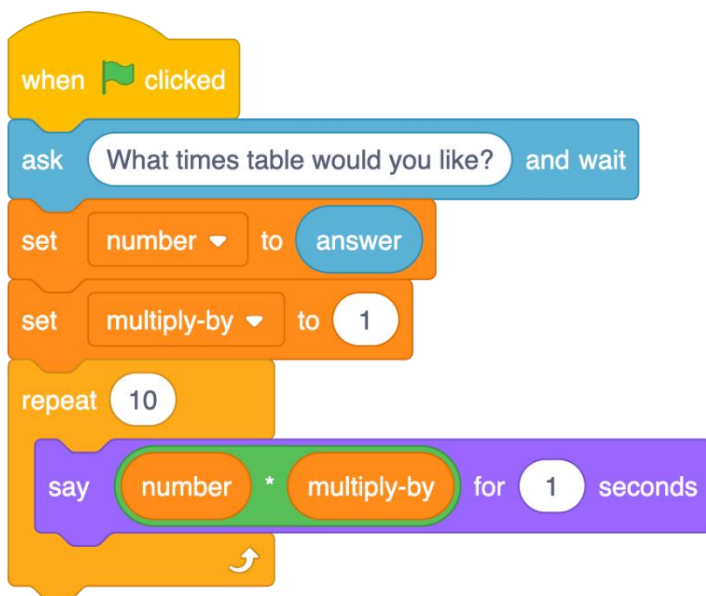 when clicked
ask What times table would you like? and wait
set number to answer
set multiply-by to 1
repeat 10
say number * multiply-by for 1 seconds